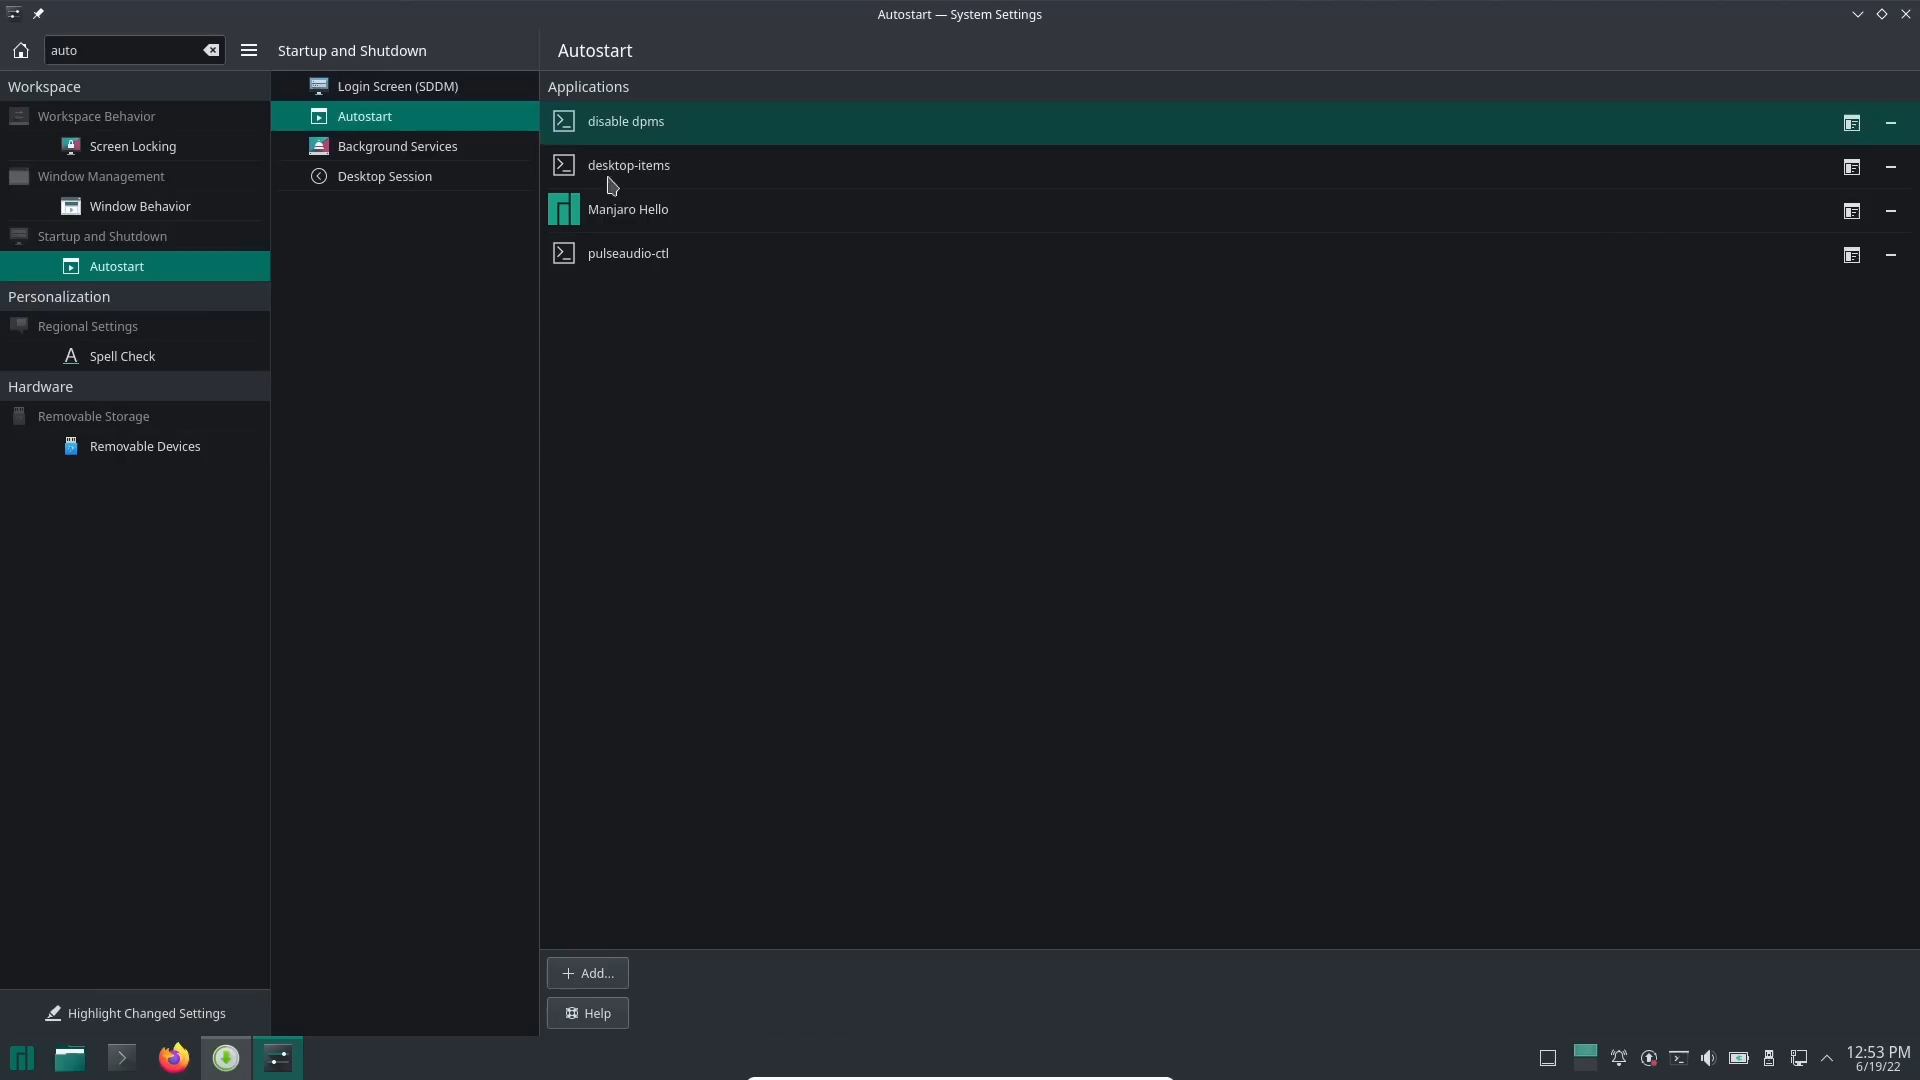 Autostart — System Settings
auto
Startup and Shutdown
Autostart
Workspace
Workspace Behavior
Screen Locking
Window Management
Window Behavior
Startup and Shutdown
Autostart
Personalization
Regional Settings
Spell Check
Hardware
Removable Storage
Removable Devices
Highlight Changed Settings
Login Screen (SDDM)
Autostart
Background Services
Desktop Session
Applications
disable dpms
desktop-items
Manjaro Hello
pulseaudio-ctl
Add...
Help
12:53 PM
6/19/22